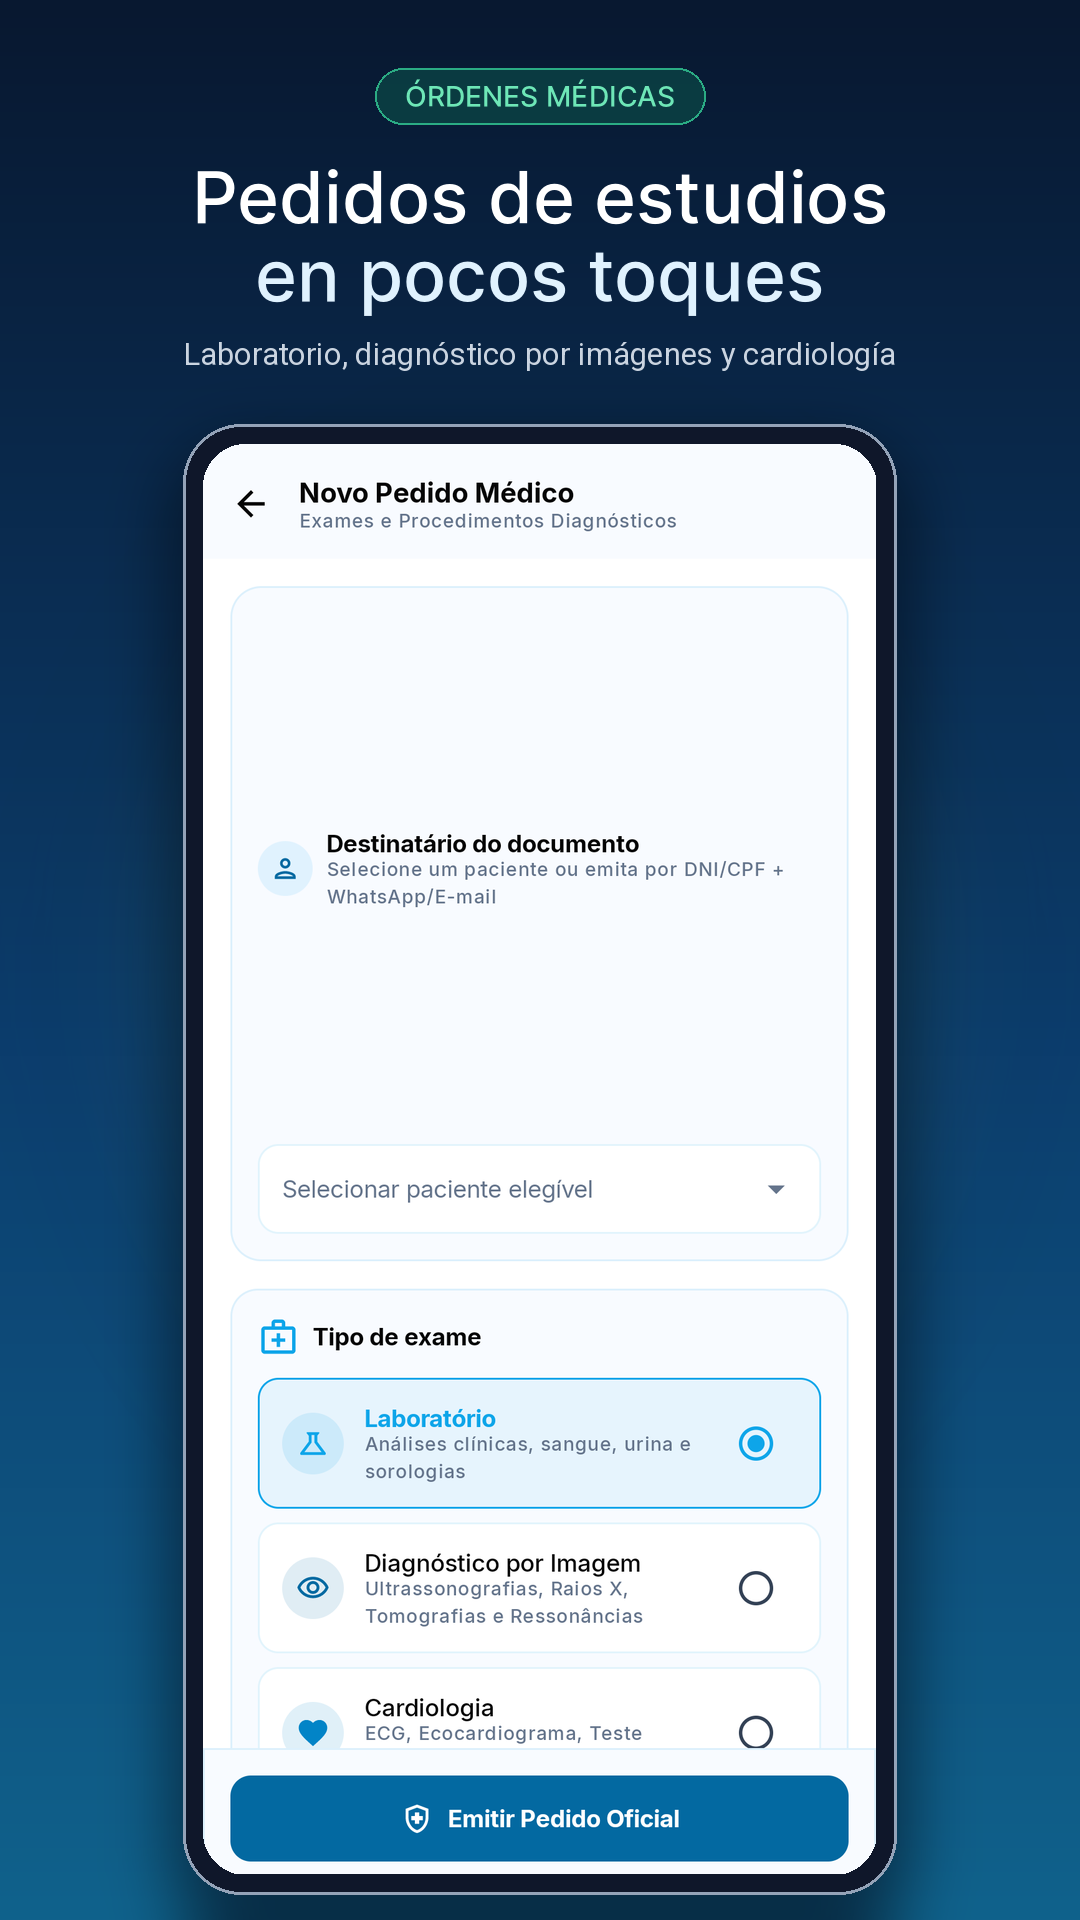 ÓRDENES MÉDICAS
Pedidos de estudios
en pocos toques
Laboratorio, diagnóstico por imágenes y cardiología
Novo Pedido Médico
Exames e Procedimentos Diagnósticos
Destinatário do documento
Selecione um paciente ou emita por DNI/CPF +
WhatsApp/E-mail
Selecionar paciente elegível
Tipo de exame
Laboratório
Análises clínicas, sangue, urina e
sorologias
Diagnóstico por Imagem
Ultrassonografias, Raios X,
Tomografias e Ressonâncias
Cardiologia
ECG, Ecocardiograma, Teste
Emitir Pedido Oficial